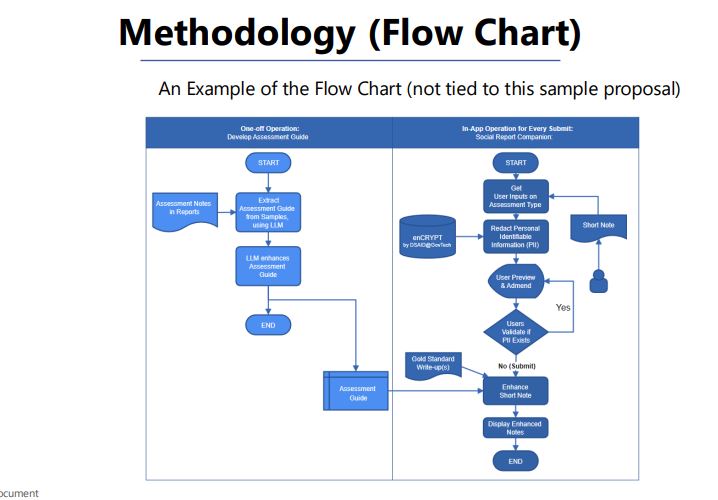 Methodology (Flow Chart)
An Example of the Flow Chart (not tied to this sample proposal)
One-off Operation:
Develop Assessment Guide
START
Assessment Notes
in Reports
Extract
Assessment Guide
from Samples,
using LLM
LLM enhances
Assessment
Guide
END
Assessment
Guide
In-App Operation for Every Submit:
Social Report Companion:
START
Get
User Inputs on
Assessment Type
Short Note
enCRYPT
by DSAID@GovTech
Redact Personal
Identifiable
Information (PII)
User Preview
& Admend
Yes
Users
Validate if
PII Exists
No (Submit)
Gold Standard
Write-up(s)
Enhance
Short Note
Display Enhanced
Notes
END
ocument